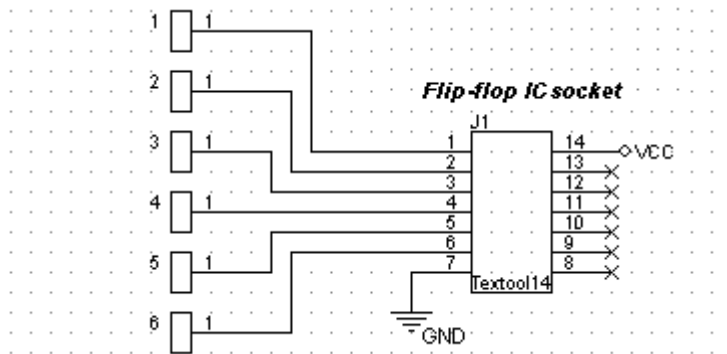 1 1
2 1
Flip-flop IC socket
J1
3 1
1 14 VCC
2 13
3 12
4 1 4 11
5 10
6 9
5 1 7 8
Textool14
6 1
GND